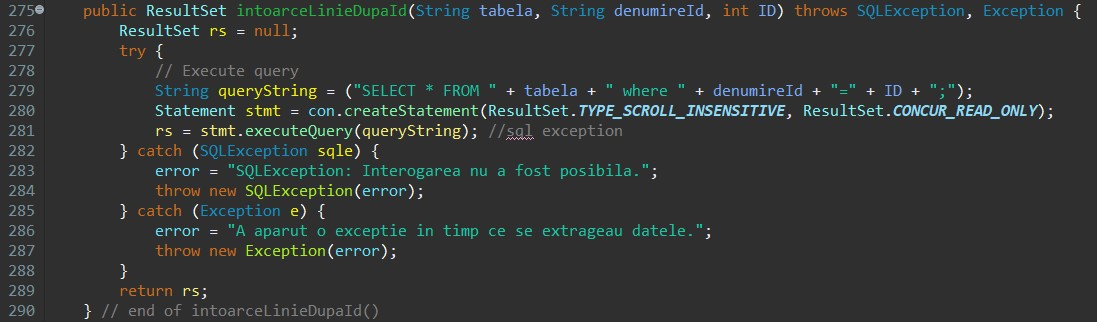 275 public ResultSet intoarceLinieDupaId(String tabela, String denumireId, int ID) throws SQLException, Exception {
276 ResultSet rs = null;
277 try {
278 // Execute query
279 String queryString = ("SELECT * FROM " + tabela + " where " + denumireId + "=" + ID + ";");
280 Statement stmt = con.createStatement(ResultSet.TYPE_SCROLL_INSENSITIVE, ResultSet.CONCUR_READ_ONLY);
281 rs = stmt.executeQuery(queryString); //sql exception
282 } catch (SQLException sqle) {
283 error = "SQLException: Interogarea nu a fost posibila.";
284 throw new SQLException(error);
285 } catch (Exception e) {
286 error = "A aparut o exceptie in timp ce se extrageau datele.";
287 throw new Exception(error);
288 }
289 return rs;
290 } // end of intoarceLinieDupaId()